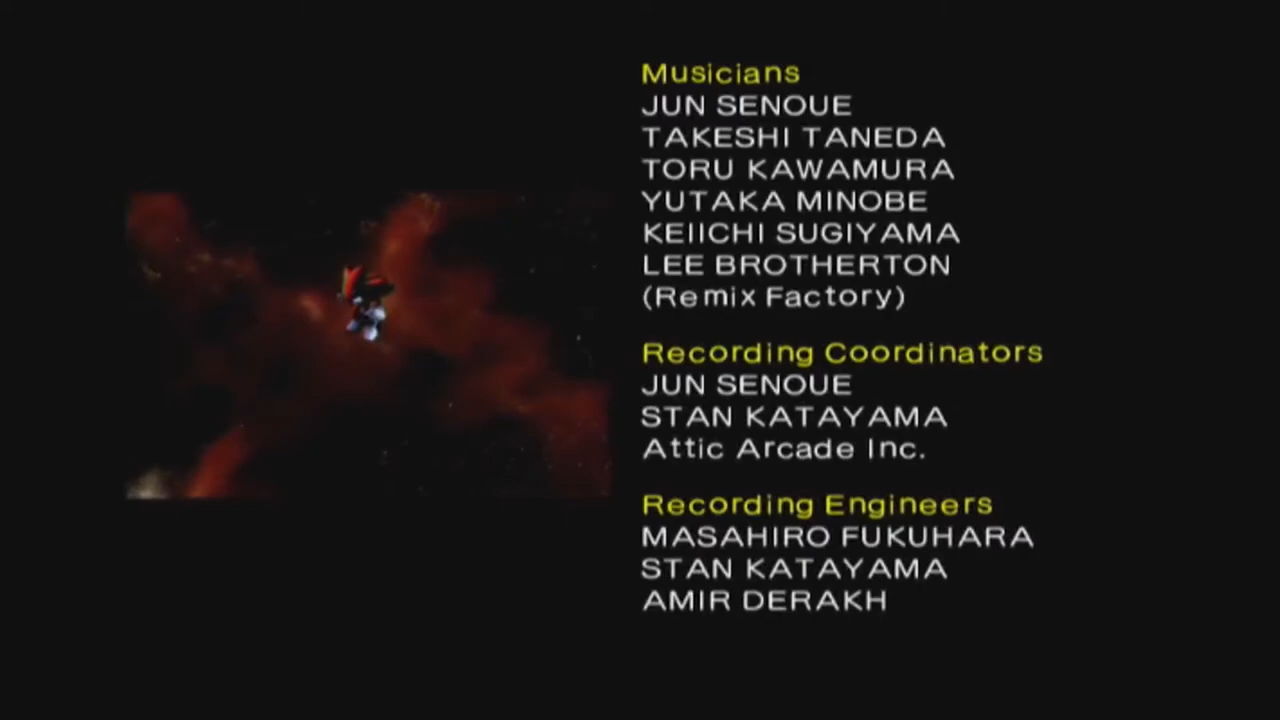 Musicians
JUN SENOUE
TAKESHI TANEDA
TORU KAWAMURA
YUTAKA MINOBE
KEIICHI SUGIYAMA
LEE BROTHERTON
(Remix Factory)
Recording Coordinators
JUN SENOUE
STAN KATAYAMA
Attic Arcade Inc.
Recording Engineers
MASAHIRO FUKUHARA
STAN KATAYAMA
AMIR DERAKH